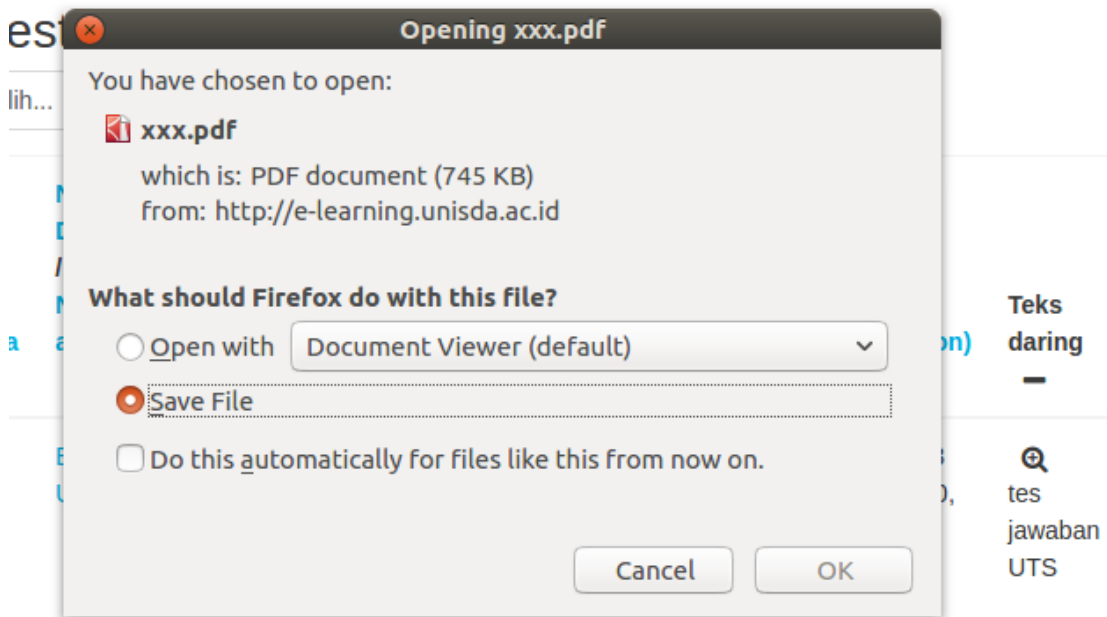 est
Opening xxx.pdf
You have chosen to open:
lih...
xxx.pdf
which is: PDF document (745 KB)
from: http://e-learning.unisda.ac.id
What should Firefox do with this file?
Teks
daring
Open with
Document Viewer (default)
Save File
Do this automatically for files like this from now on.
tes
jawaban
UTS
Cancel
OK